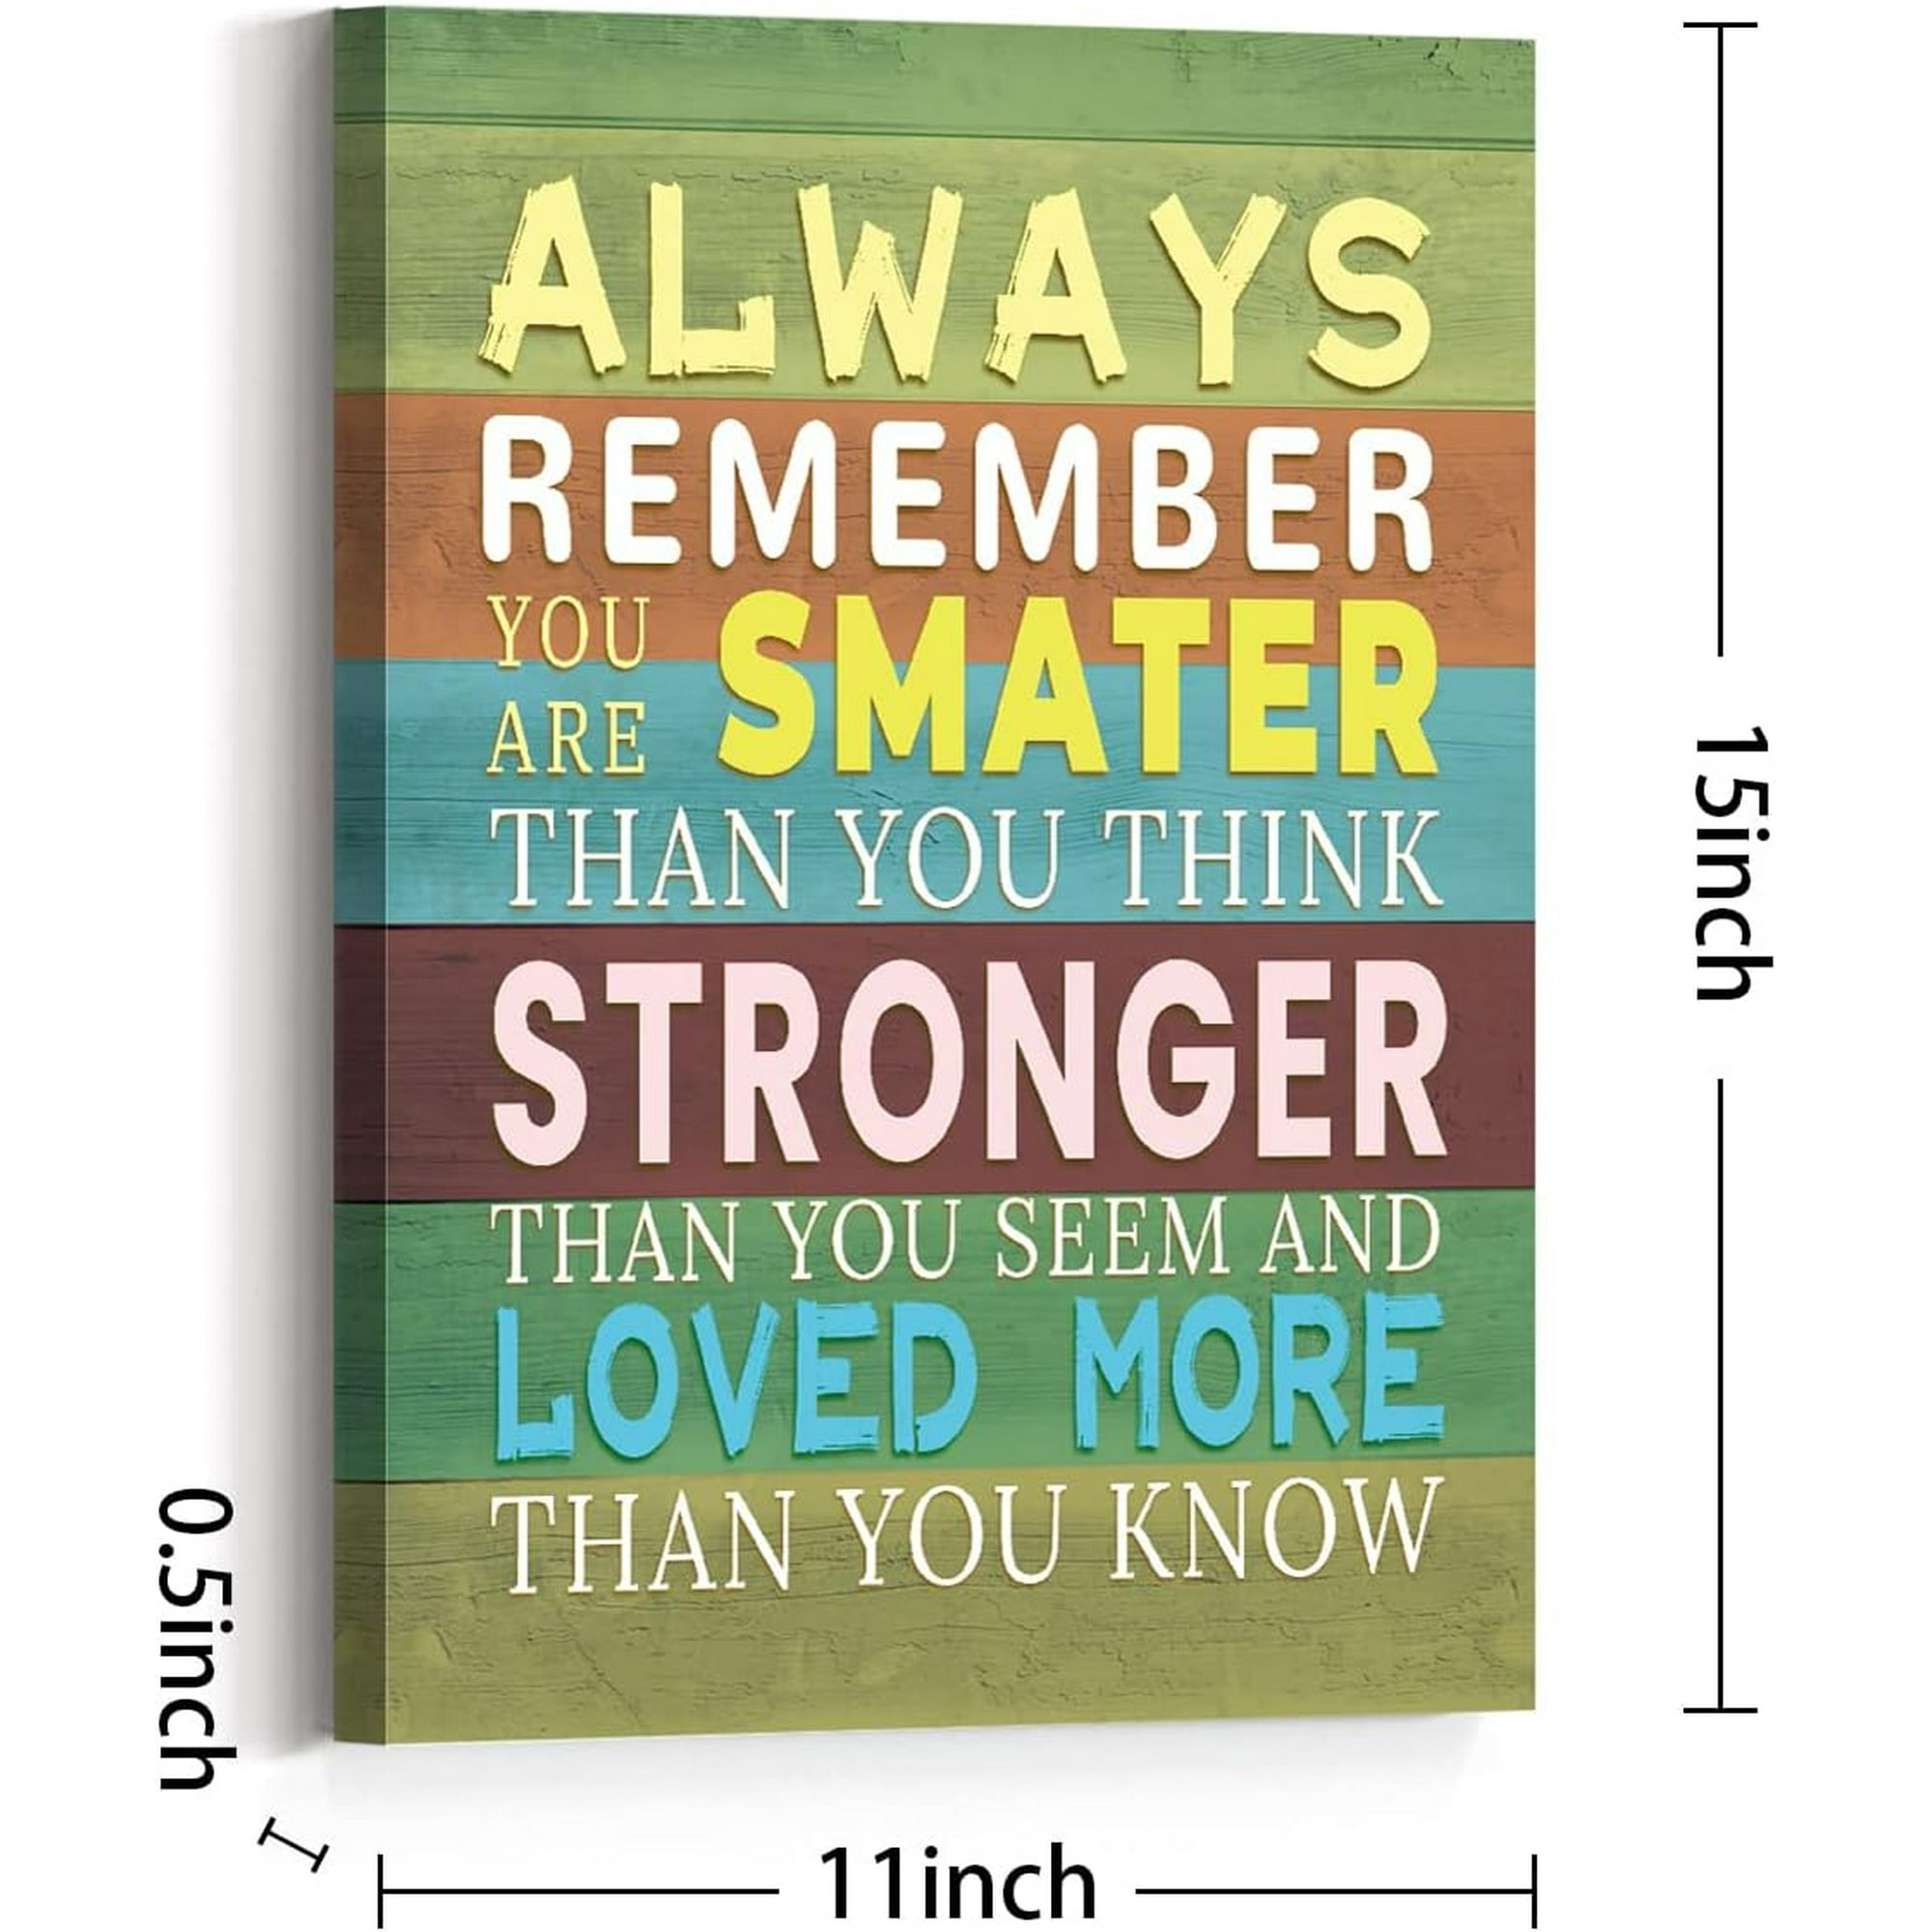 ALWAYS
REMEMBER
YOU
ARE SMATER
THAN YOU THINK
STRONGER
THAN YOU SEEM AND
LOVED MORE
THAN YOU KNOW
15inch
0.5inch
11inch